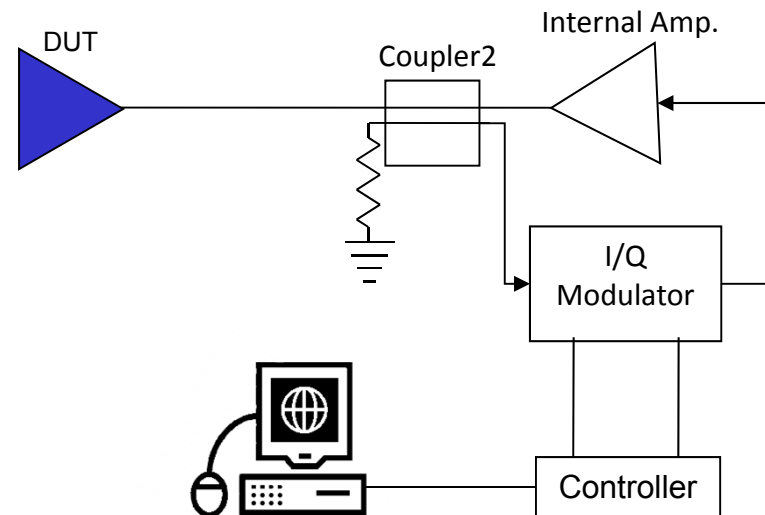 DUT
Coupler2
Internal Amp.
I/Q
Modulator
Controller